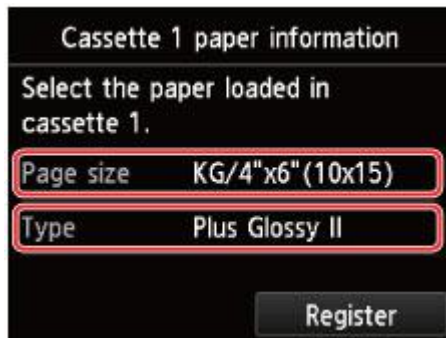 Cassette 1 paper information
Select the paper loaded in
cassette 1.
Page size KG/4"x6"(10x15)
Type Plus Glossy II
Register